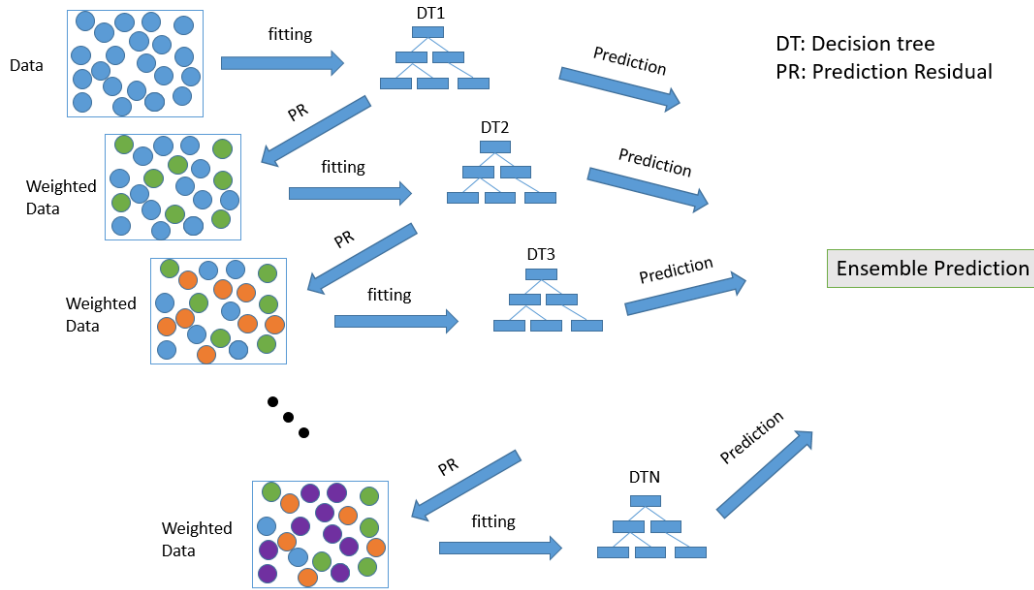 DT1
fitting
Prediction
DT: Decision tree
PR: Prediction Residual
Data
PR
DT2
fitting
Prediction
Weighted
Data
PR
DT3
fitting
Prediction
Ensemble Prediction
Weighted
Data
PR
DTN
Prediction
fitting
Weighted
Data